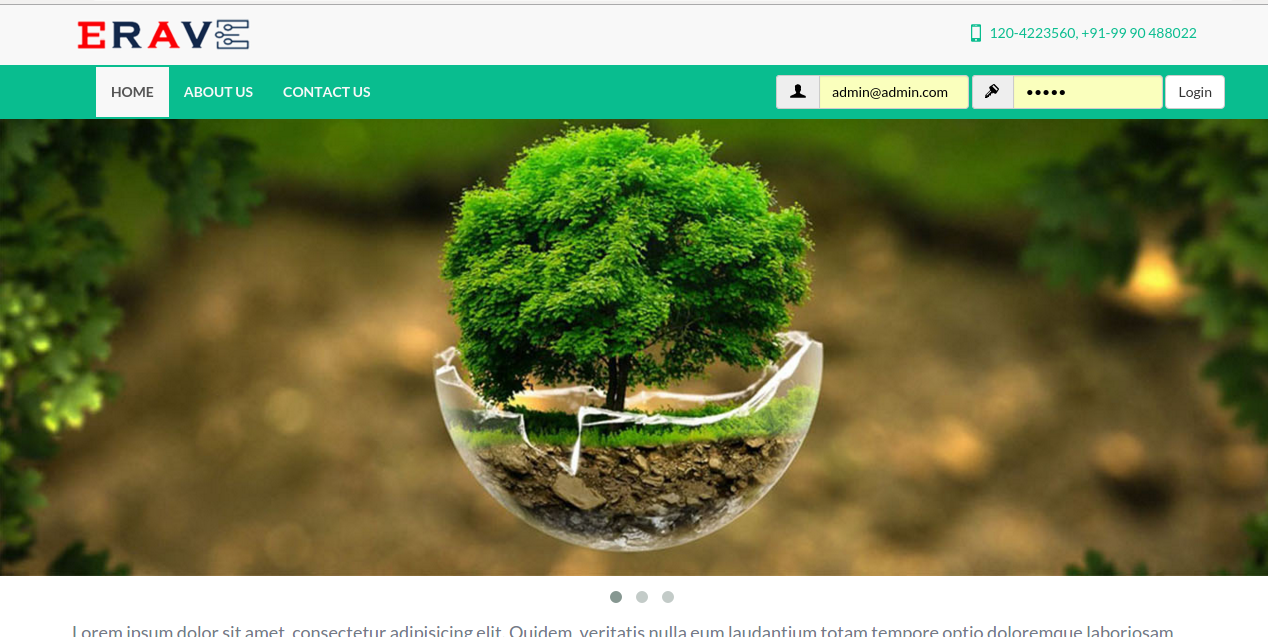 ERAVE
120-4223560, +91-99 90 488022
HOME ABOUT US CONTACT US admin@admin.com ••••• Login
Lorem ipsum dolor sit amet, consectetur adipisicing elit. Quidem, veritatis nulla eum laudantium totam tempore optio doloremque laboriosam